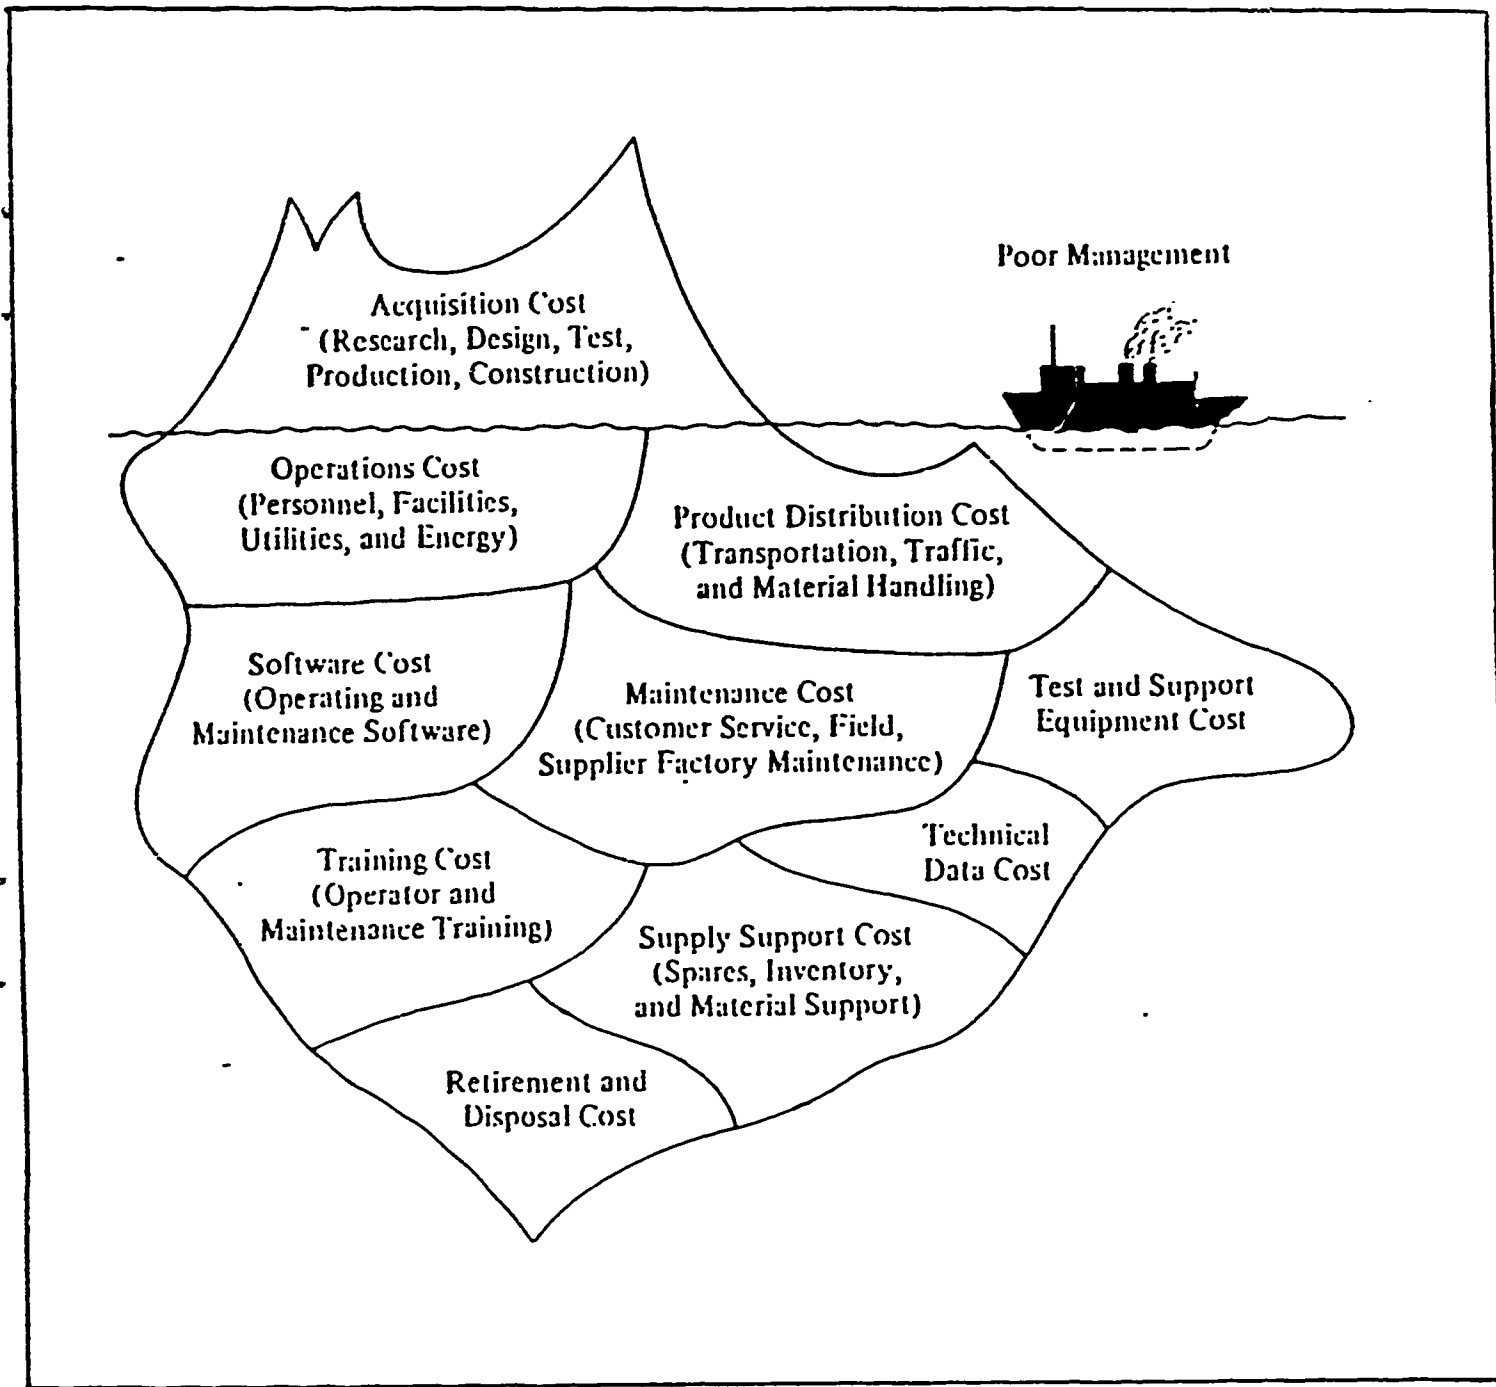 Poor Management
Acquisition Cost
(Research, Design, Test,
Production, Construction)
Operations Cost
(Personnel, Facilities,
Utilities, and Energy)
Product Distribution Cost
(Transportation, Traffic,
and Material Handling)
Software Cost
(Operating and
Maintenance Software)
Maintenance Cost
(Customer Service, Field,
Supplier Factory Maintenance)
Test and Support
Equipment Cost
Technical
Data Cost
Training Cost
(Operator and
Maintenance Training)
Supply Support Cost
(Spares, Inventory,
and Material Support)
Retirement and
Disposal Cost